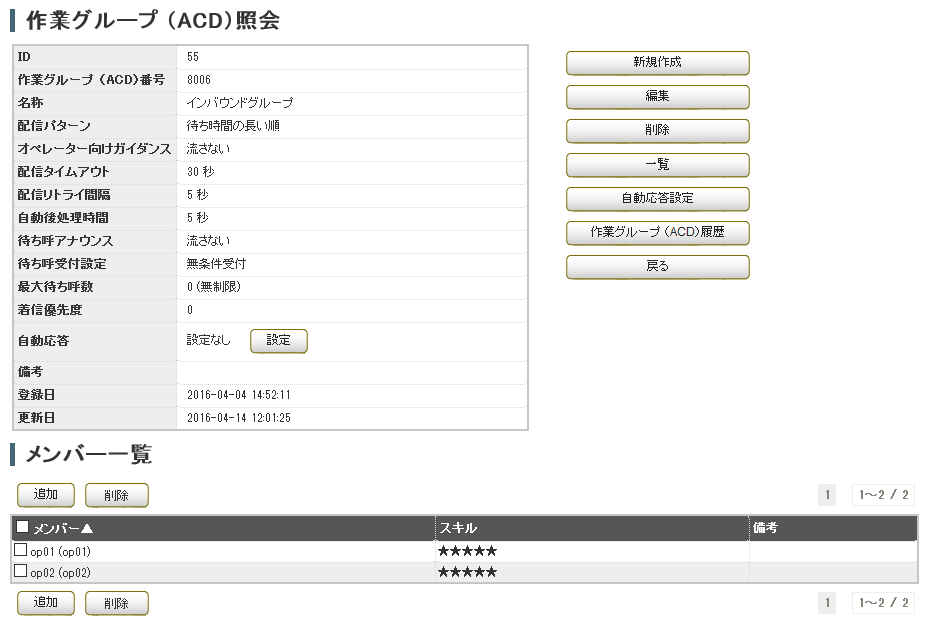 作業グループ（ACD）照会
ID 55
作業グループ（ACD）番号 8006
名称 インバウンドグループ
配信パターン 待ち時間の長い順
オペレーター向けガイダンス 流さない
配信タイムアウト 30 秒
配信リトライ間隔 5 秒
自動後処理時間 5 秒
待ち呼アナウンス 流さない
待ち呼受付設定 無条件受付
最大待ち呼数 0（無制限）
着信優先度 0
自動応答 設定なし 設定
備考
登録日 2016-04-04 14:52:11
更新日 2016-04-14 12:01:25
新規作成
編集
削除
一覧
自動応答設定
作業グループ（ACD）履歴
戻る
メンバー一覧
追加 削除 1 1～2 / 2
メンバー▲ スキル 備考
op01 (op01) ★★★★★
op02 (op02) ★★★★★
追加 削除 1 1～2 / 2